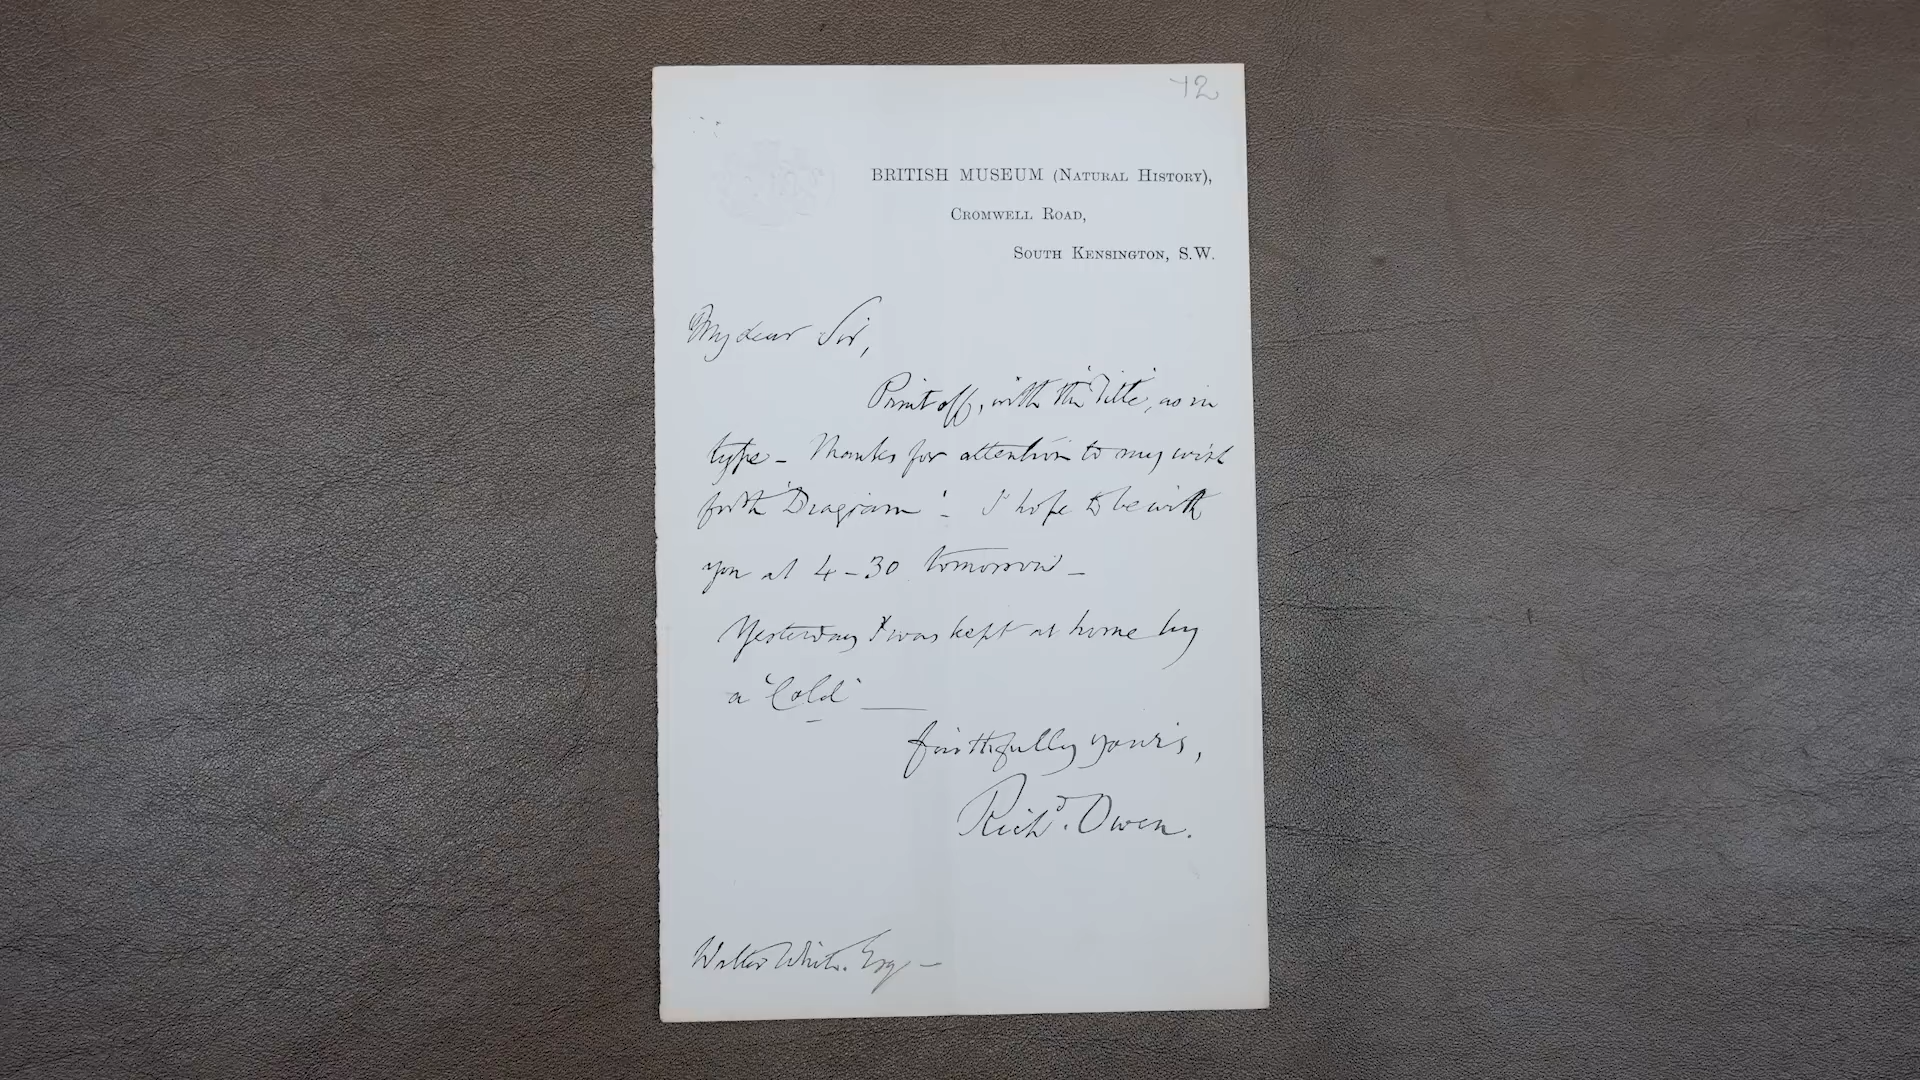 72
BRITISH MUSEUM (NATURAL HISTORY),
CROMWELL ROAD,
SOUTH KENSINGTON, S.W.
My dear Sir,
Print off, with the 'Title', as in
type – Thanks for attention to my wish
for the 'Diagram'. I hope to be with
you at 4–30 tomorrow –
Yesterday I was kept at home by
a 'Cold' —
faithfully yours,
Richd. Owen.
Walter White. Esq –